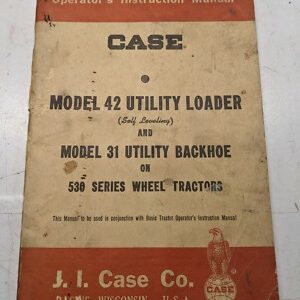 Operator's Instruction Manual
CASE
MODEL 42 UTILITY LOADER
(Self Leveling)
AND
MODEL 31 UTILITY BACKHOE
ON
530 SERIES WHEEL TRACTORS
This Manual to be used in conjunction with Basic Tractor Operator's Instruction Manual
CASE
J. I. Case Co.
RACINE, WISCONSIN, U.S.A.